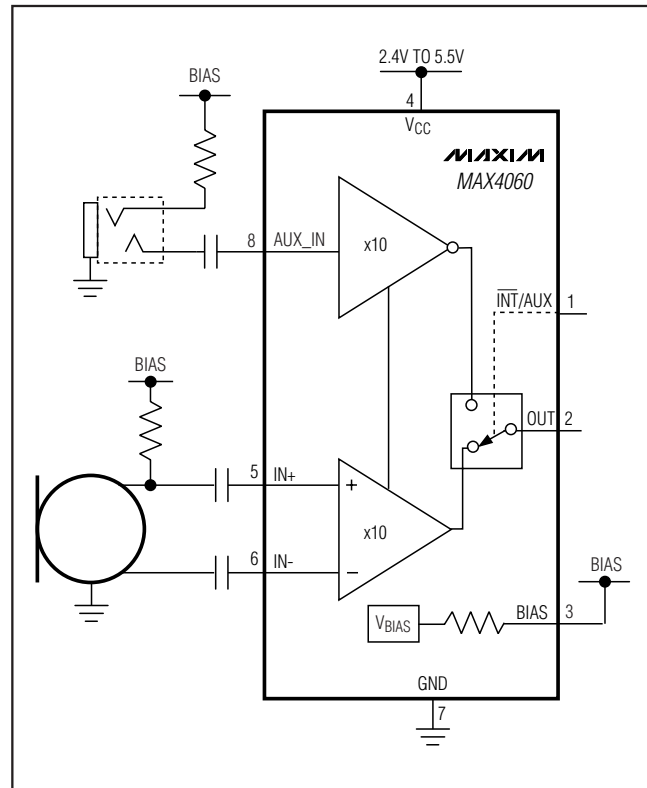 2.4V TO 5.5V
BIAS
4
VCC
MAXIM
MAX4060
8 AUX_IN
x10
INT/AUX 1
BIAS
OUT 2
5 IN+
+
x10
6 IN-
−
BIAS
VBIAS
BIAS 3
GND
7